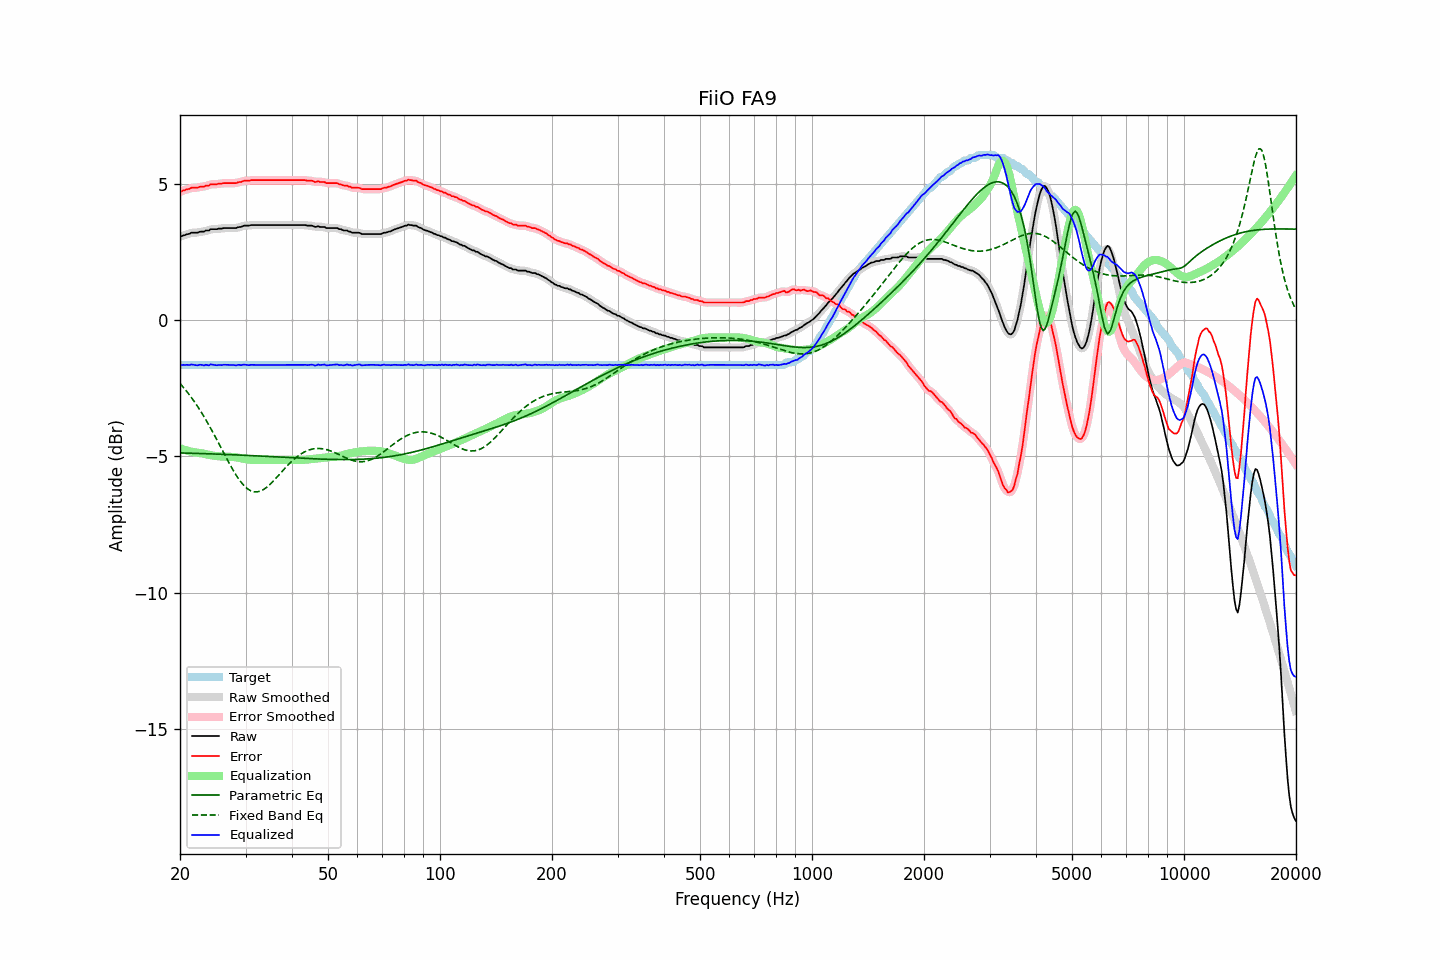 FiiO FA9
Amplitude (dBr)
5
0
−5
−10
−15
Target
Raw Smoothed
Error Smoothed
Raw
Error
Equalization
Parametric Eq
Fixed Band Eq
Equalized
20 50 100 200 500 1000 2000 5000 10000 20000
Frequency (Hz)